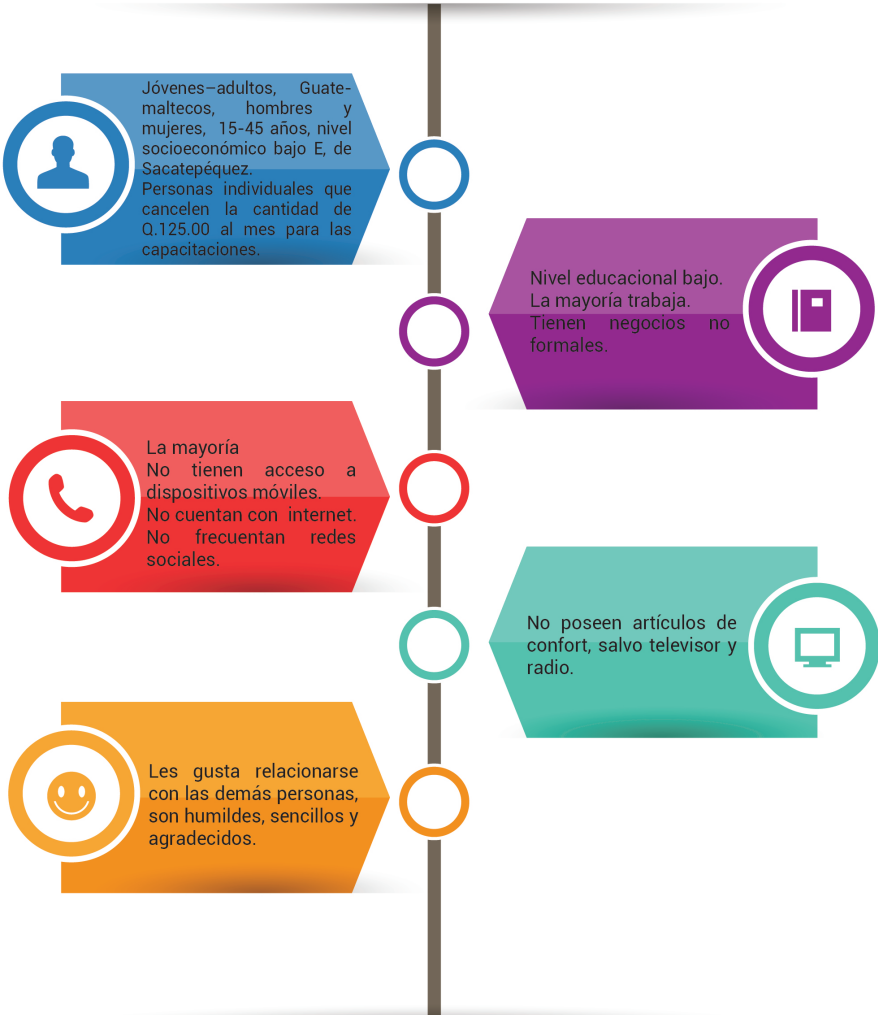 Jóvenes–adultos, Guate-
maltecos, hombres y
mujeres, 15-45 años, nivel
socioeconómico bajo E, de
Sacatepéquez.
Personas individuales que
cancelen la cantidad de
Q.125.00 al mes para las
capacitaciones.
Nivel educacional bajo.
La mayoría trabaja.
Tienen negocios no
formales.
La mayoría
No tienen acceso a
dispositivos móviles.
No cuentan con internet.
No frecuentan redes
sociales.
No poseen artículos de
confort, salvo televisor y
radio.
Les gusta relacionarse
con las demás personas,
son humildes, sencillos y
agradecidos.